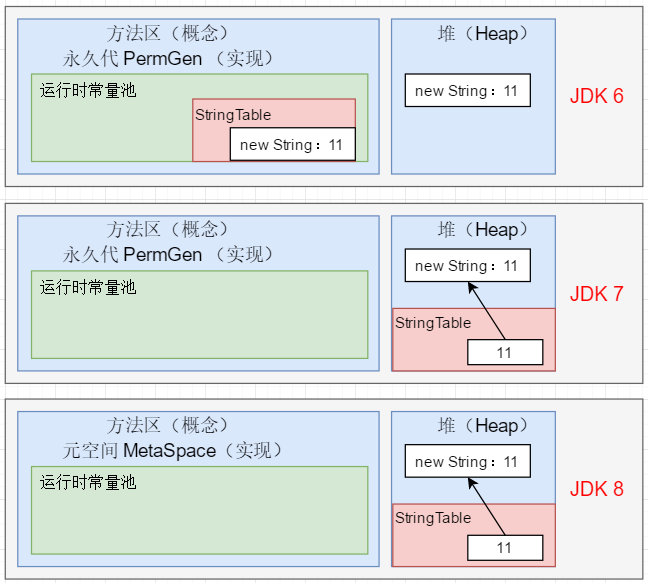 方法区（概念）
永久代 PermGen （实现）
运行时常量池
StringTable
new String：11
堆（Heap）
new String：11
JDK 6
方法区（概念）
永久代 PermGen （实现）
运行时常量池
堆（Heap）
new String：11
StringTable
11
JDK 7
方法区（概念）
元空间 MetaSpace（实现）
运行时常量池
堆（Heap）
new String：11
StringTable
11
JDK 8